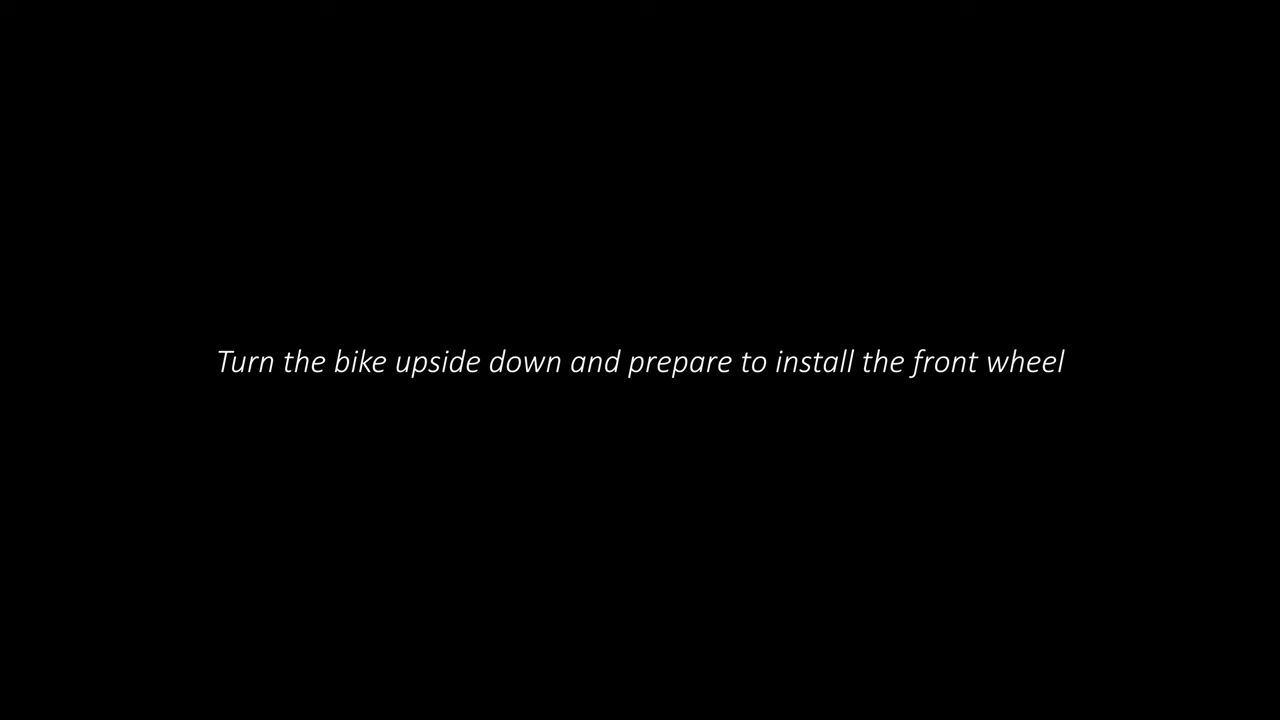 Turn the bike upside down and prepare to install the front wheel